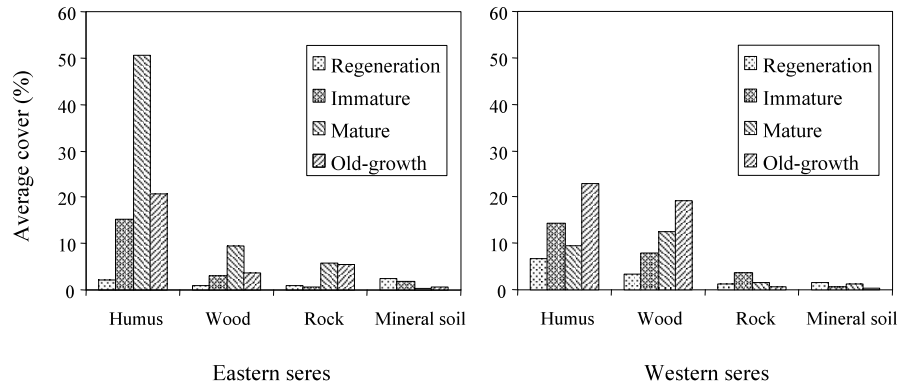 60
50
40
30
20
10
0
Average cover (%)
Regeneration
Immature
Mature
Old-growth
Humus Wood Rock Mineral soil
Eastern seres
60
50
40
30
20
10
0
Regeneration
Immature
Mature
Old-growth
Humus Wood Rock Mineral soil
Western seres